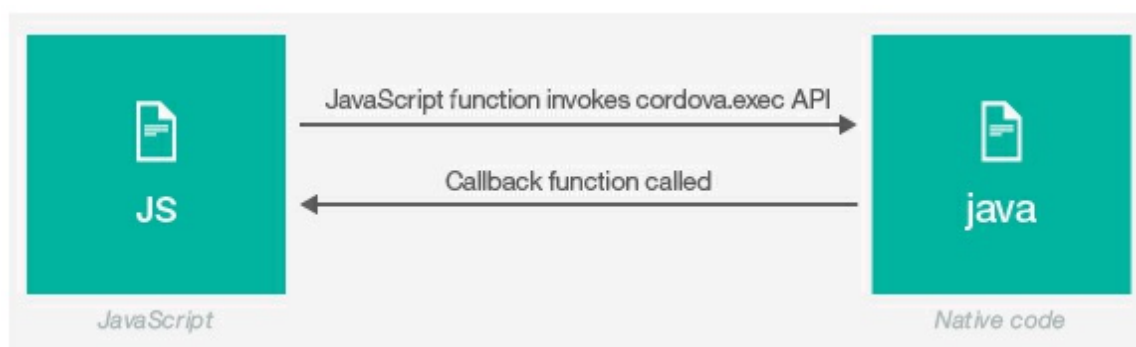 JavaScript function invokes cordova.exec API
Callback function called
JS
java
JavaScript
Native code